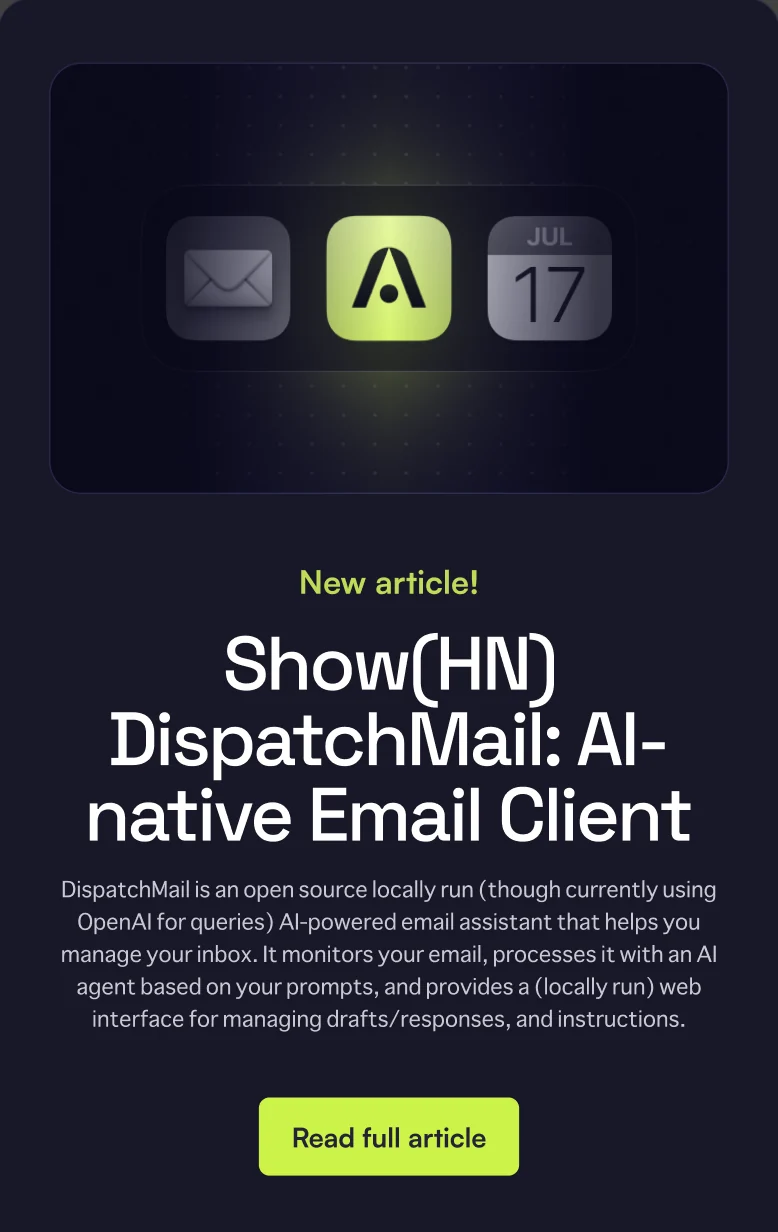 JUL
17
New article!
Show(HN)
DispatchMail: AI-
native Email Client
DispatchMail is an open source locally run (though currently using
OpenAI for queries) AI-powered email assistant that helps you
manage your inbox. It monitors your email, processes it with an AI
agent based on your prompts, and provides a (locally run) web
interface for managing drafts/responses, and instructions.
Read full article